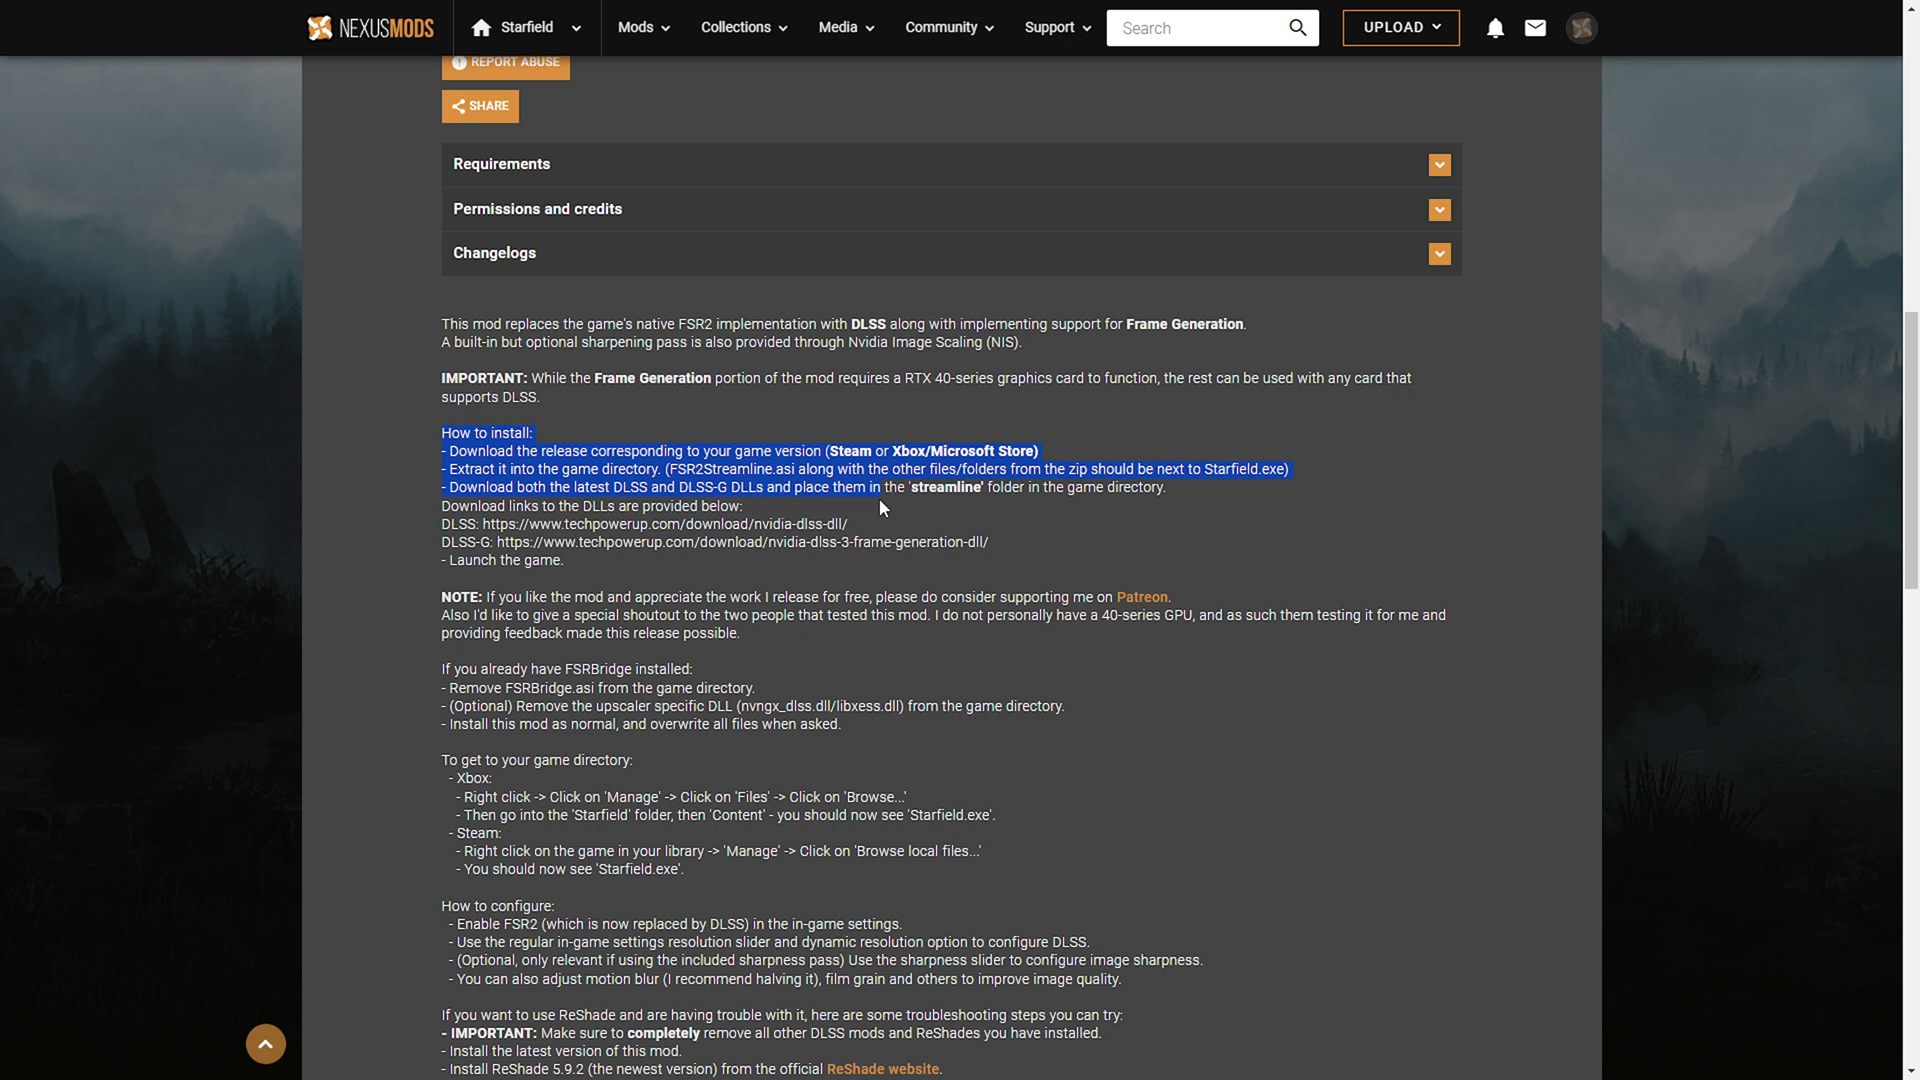 NEXUSMODS
Starfield
Mods
Collections
Media
Community
Support
Search
UPLOAD
REPORT ABUSE
SHARE
Requirements
Permissions and credits
Changelogs
This mod replaces the game's native FSR2 implementation with DLSS along with implementing support for Frame Generation.
A built-in but optional sharpening pass is also provided through Nvidia Image Scaling (NIS).
IMPORTANT: While the Frame Generation portion of the mod requires a RTX 40-series graphics card to function, the rest can be used with any card that
supports DLSS.
How to install:
- Download the release corresponding to your game version (Steam or Xbox/Microsoft Store)
- Extract it into the game directory. (FSR2Streamline.asi along with the other files/folders from the zip should be next to Starfield.exe)
- Download both the latest DLSS and DLSS-G DLLs and place them in the 'streamline' folder in the game directory.
Download links to the DLLs are provided below:
DLSS: https://www.techpowerup.com/download/nvidia-dlss-dll/
DLSS-G: https://www.techpowerup.com/download/nvidia-dlss-3-frame-generation-dll/
- Launch the game.
NOTE: If you like the mod and appreciate the work I release for free, please do consider supporting me on Patreon.
Also I'd like to give a special shoutout to the two people that tested this mod. I do not personally have a 40-series GPU, and as such them testing it for me and
providing feedback made this release possible.
If you already have FSRBridge installed:
- Remove FSRBridge.asi from the game directory.
- (Optional) Remove the upscaler specific DLL (nvngx_dlss.dll/libxess.dll) from the game directory.
- Install this mod as normal, and overwrite all files when asked.
To get to your game directory:
- Xbox:
- Right click -> Click on 'Manage' -> Click on 'Files' -> Click on 'Browse...'
- Then go into the 'Starfield' folder, then 'Content' - you should now see 'Starfield.exe'.
- Steam:
- Right click on the game in your library -> 'Manage' -> Click on 'Browse local files...'
- You should now see 'Starfield.exe'.
How to configure:
- Enable FSR2 (which is now replaced by DLSS) in the in-game settings.
- Use the regular in-game settings resolution slider and dynamic resolution option to configure DLSS.
- (Optional, only relevant if using the included sharpness pass) Use the sharpness slider to configure image sharpness.
- You can also adjust motion blur (I recommend halving it), film grain and others to improve image quality.
If you want to use ReShade and are having trouble with it, here are some troubleshooting steps you can try:
- IMPORTANT: Make sure to completely remove all other DLSS mods and ReShades you have installed.
- Install the latest version of this mod.
- Install ReShade 5.9.2 (the newest version) from the official ReShade website.